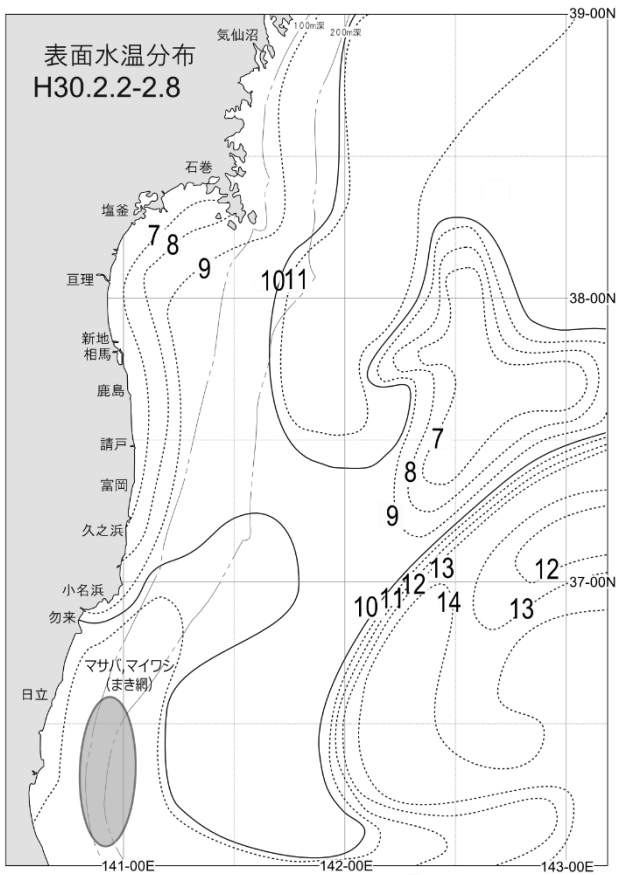 39-00N
気仙沼
100m深
200m深
表面水温分布
H30.2.2-2.8
石巻
塩釜
7
8
9
亘理
10
11
38-00N
新地
相馬
鹿島
7
請戸
8
富岡
9
久之浜
小名浜
13
12
37-00N
12
11
10
14
13
勿来
マサバ,マイワシ
(まき網)
日立
141-00E
142-00E
143-00E